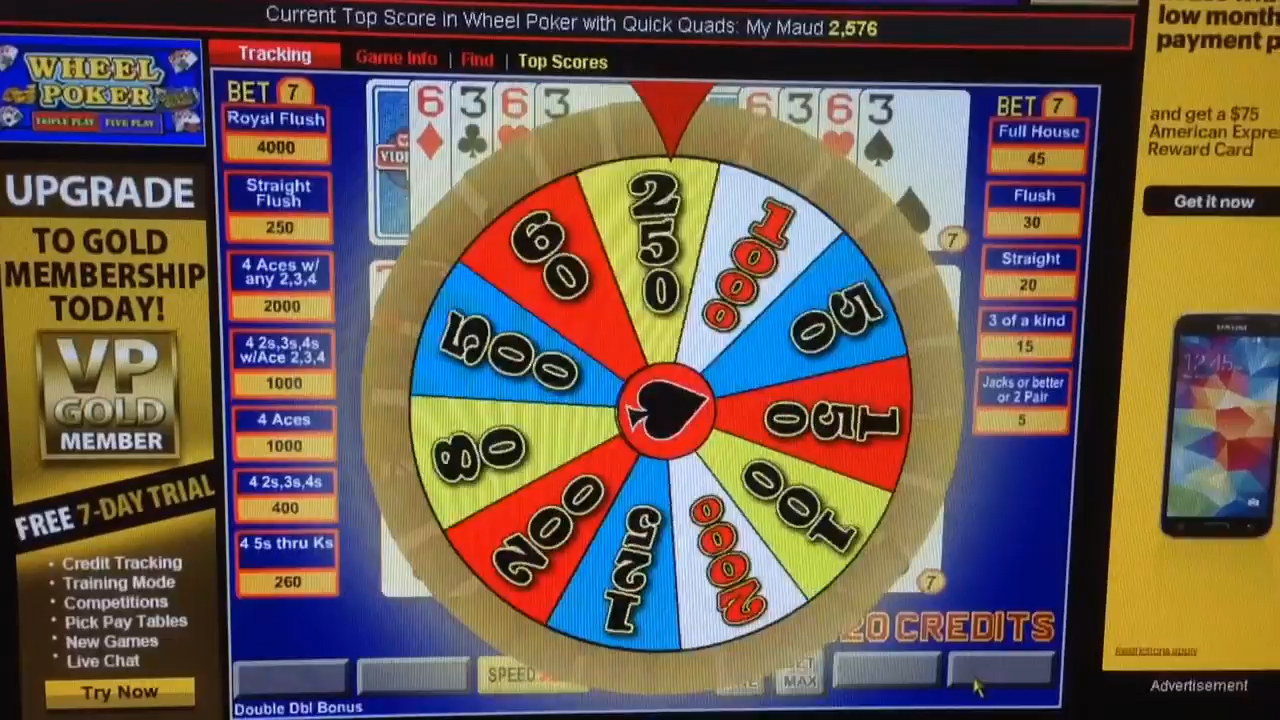 Current Top Score in Wheel Poker with Quick Quads: My Maud 2,576
Tracking
Game Info | Find | Top Scores
WHEEL
POKER
TRIPLE PLAY FIVE PLAY
UPGRADE
TO GOLD
MEMBERSHIP
TODAY!
VP
GOLD
MEMBER
FREE 7-DAY TRIAL
• Credit Tracking
• Training Mode
• Competitions
• Pick Pay Tables
• New Games
• Live Chat
Try Now
BET 7
Royal Flush
4000
Straight
Flush
250
4 Aces w/
any 2,3,4
2000
4 2s,3s,4s
w/Ace 2,3,4
1000
4 Aces
1000
4 2s,3s,4s
400
4 5s thru Ks
260
6 3 6 3
6 3 6 3
7
7
250
1000
50
150
100
2000
125
200
80
500
60
BET 7
Full House
45
Flush
30
Straight
20
3 of a kind
15
Jacks or better
or 2 Pair
5
20 CREDITS
SPEED
MAX
Double Dbl Bonus
low month
payment p
and get a $75
American Expre
Reward Card
Get it now
SAMSUNG
12:45
Restrictions apply
Advertisement